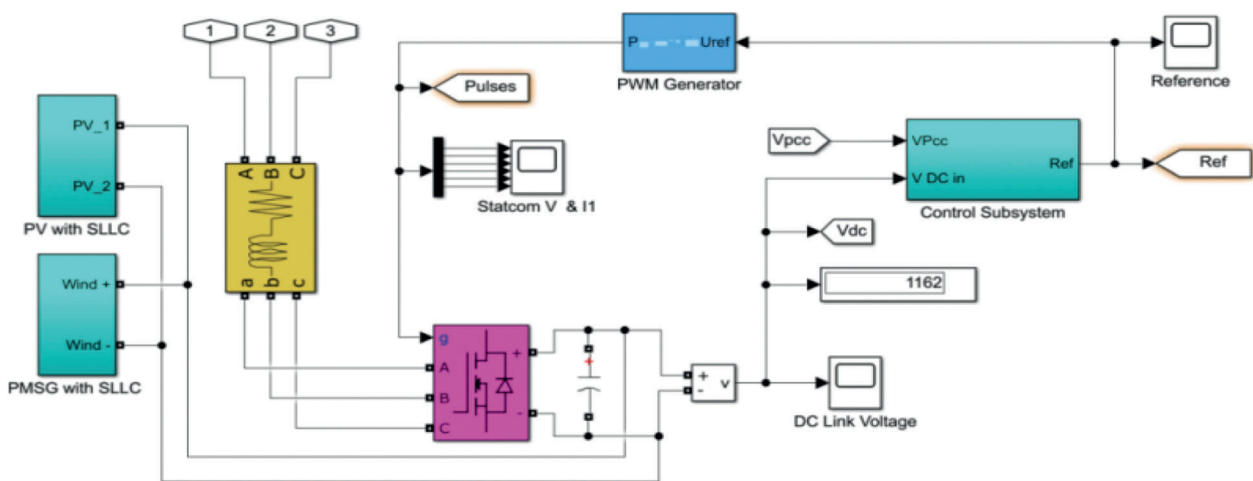 1
2
3
P
Uref
PWM Generator
Reference
Pulses
PV_1
PV_2
PV with SLLC
A
B
C
Vpcc
VPcc
V DC in
Ref
Control Subsystem
Ref
Statcom V & I1
Wind +
Wind -
PMSG with SLLC
a
b
c
Vdc
1162
g
A
B
C
+
-
+
+
-
v
DC Link Voltage